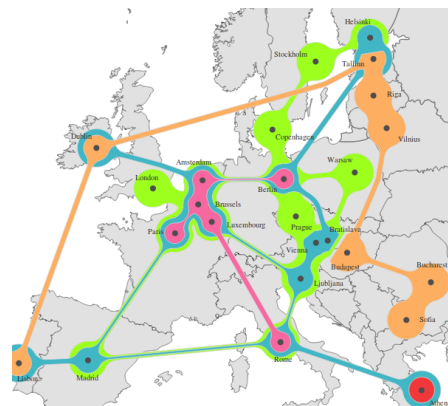 Helsinki
Stockholm
Tallinn
Riga
Copenhagen
Vilnius
Dublin
Amsterdam
Warsaw
London
Berlin
Brussels
Prague
Luxembourg
Paris
Bratislava
Vienna
Budapest
Ljubljana
Bucharest
Sofia
Rome
Lisbon
Madrid
Athen